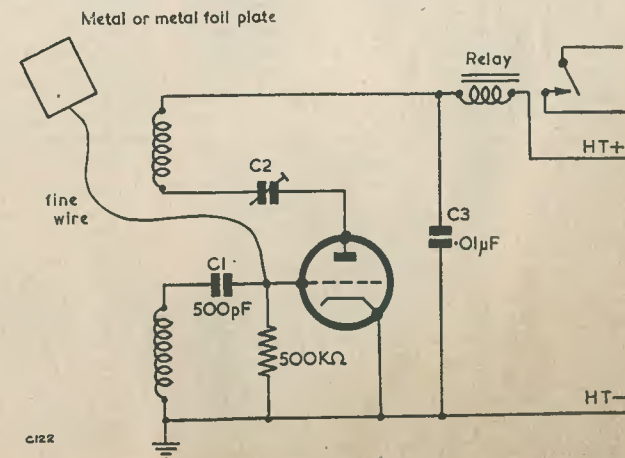 Metal or metal foil plate
Relay
HT+
C2
fine
wire
C3
·01µF
C1
500pF
500KΩ
HT–
C122